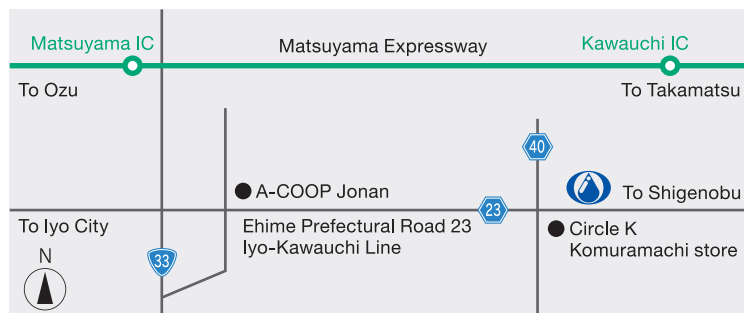 Matsuyama IC
Matsuyama Expressway
Kawauchi IC
To Ozu
To Takamatsu
40
A-COOP Jonan
To Shigenobu
23
To Iyo City
Ehime Prefectural Road 23
Iyo-Kawauchi Line
Circle K
Komuramachi store
N
33